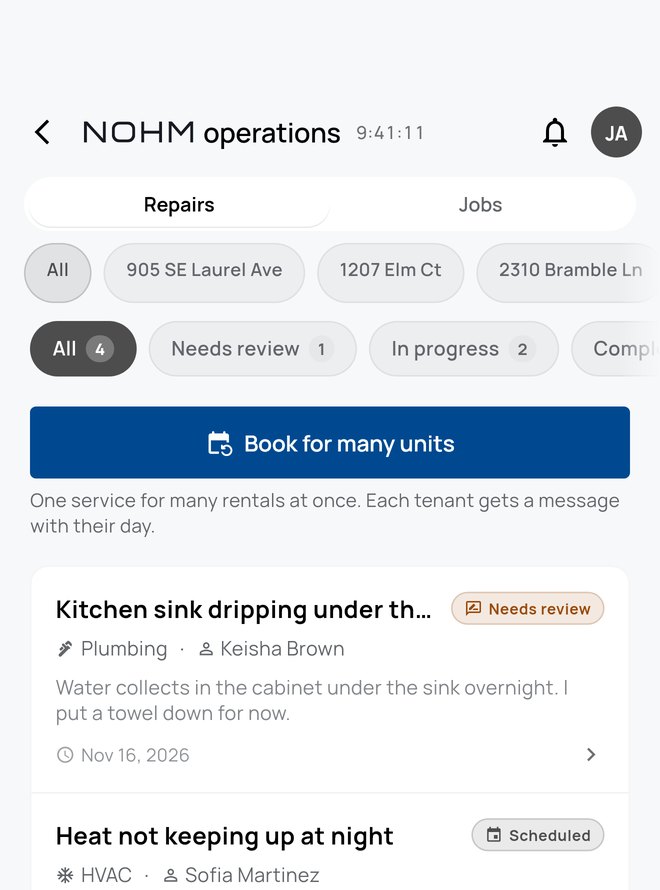 NOHM operations 9:41:11 JA
Repairs Jobs
All 905 SE Laurel Ave 1207 Elm Ct 2310 Bramble Ln
All 4 Needs review 1 In progress 2 Compl
Book for many units
One service for many rentals at once. Each tenant gets a message
with their day.
Kitchen sink dripping under th... Needs review
Plumbing · Keisha Brown
Water collects in the cabinet under the sink overnight. I
put a towel down for now.
Nov 16, 2026
Heat not keeping up at night Scheduled
HVAC · Sofia Martinez